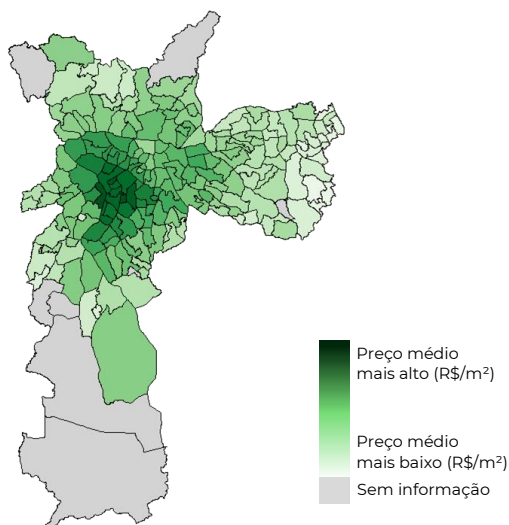 Preço médio
mais alto (R$/m²)
Preço médio
mais baixo (R$/m²)
Sem informação